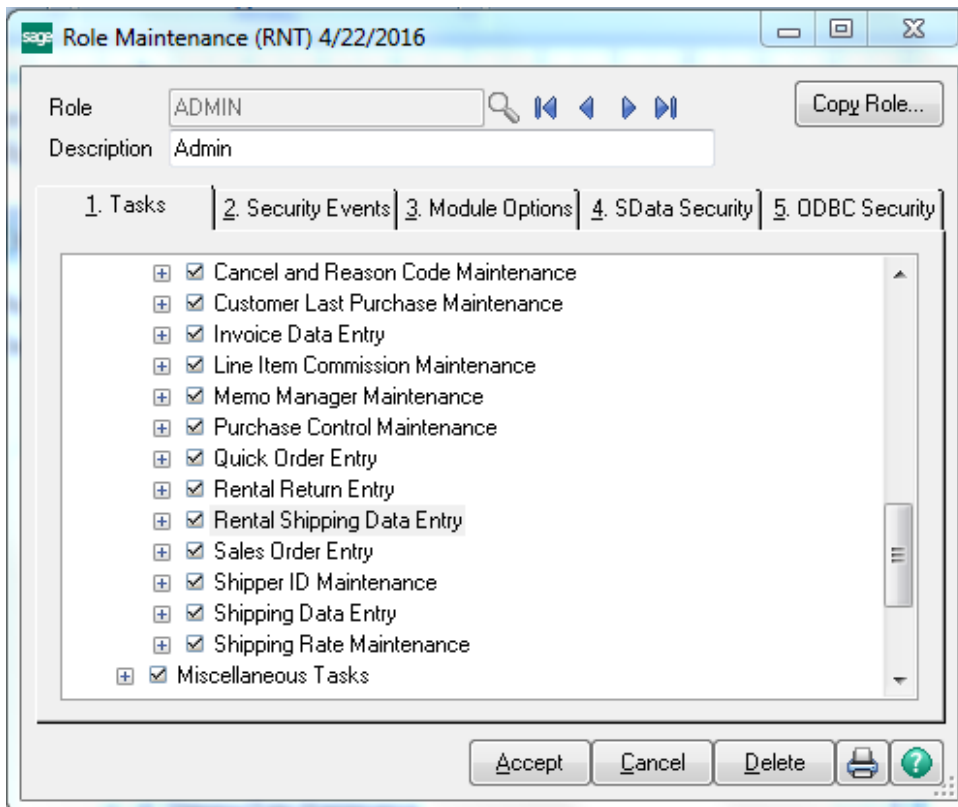 sage Role Maintenance (RNT) 4/22/2016
Role ADMIN Copy Role...
Description Admin
1. Tasks 2. Security Events 3. Module Options 4. SData Security 5. ODBC Security
Cancel and Reason Code Maintenance
Customer Last Purchase Maintenance
Invoice Data Entry
Line Item Commission Maintenance
Memo Manager Maintenance
Purchase Control Maintenance
Quick Order Entry
Rental Return Entry
Rental Shipping Data Entry
Sales Order Entry
Shipper ID Maintenance
Shipping Data Entry
Shipping Rate Maintenance
Miscellaneous Tasks
Accept Cancel Delete ?